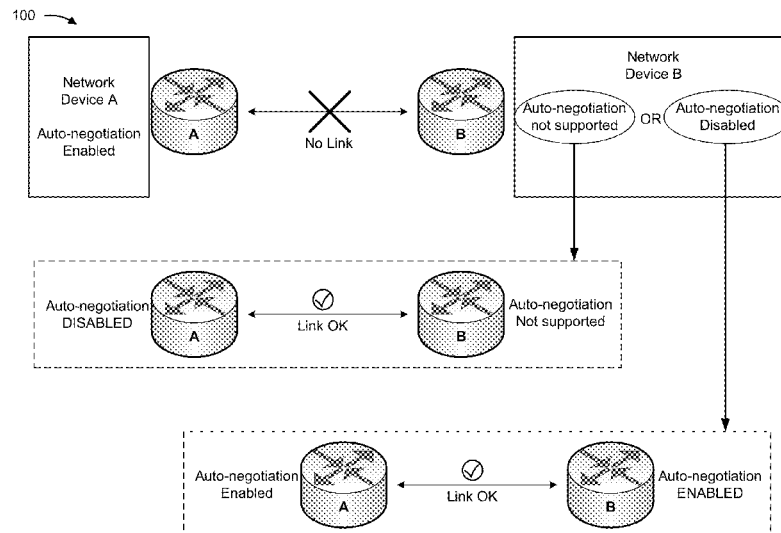 100
Network
Device A
Auto-negotiation
Enabled
A
No Link
B
Network
Device B
Auto-negotiation
not supported
OR
Auto-negotiation
Disabled
Auto-negotiation
DISABLED
A
Link OK
B
Auto-negotiation
Not supported
Auto-negotiation
Enabled
A
Link OK
B
Auto-negotiation
ENABLED